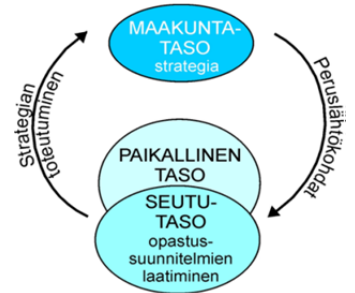 MAAKUNTA-
TASO
strategia
Strategian
toteutuminen
Peruslähtökohdat
PAIKALLINEN
TASO
SEUTU-
TASO
opastus-
suunnitelmien
laatiminen